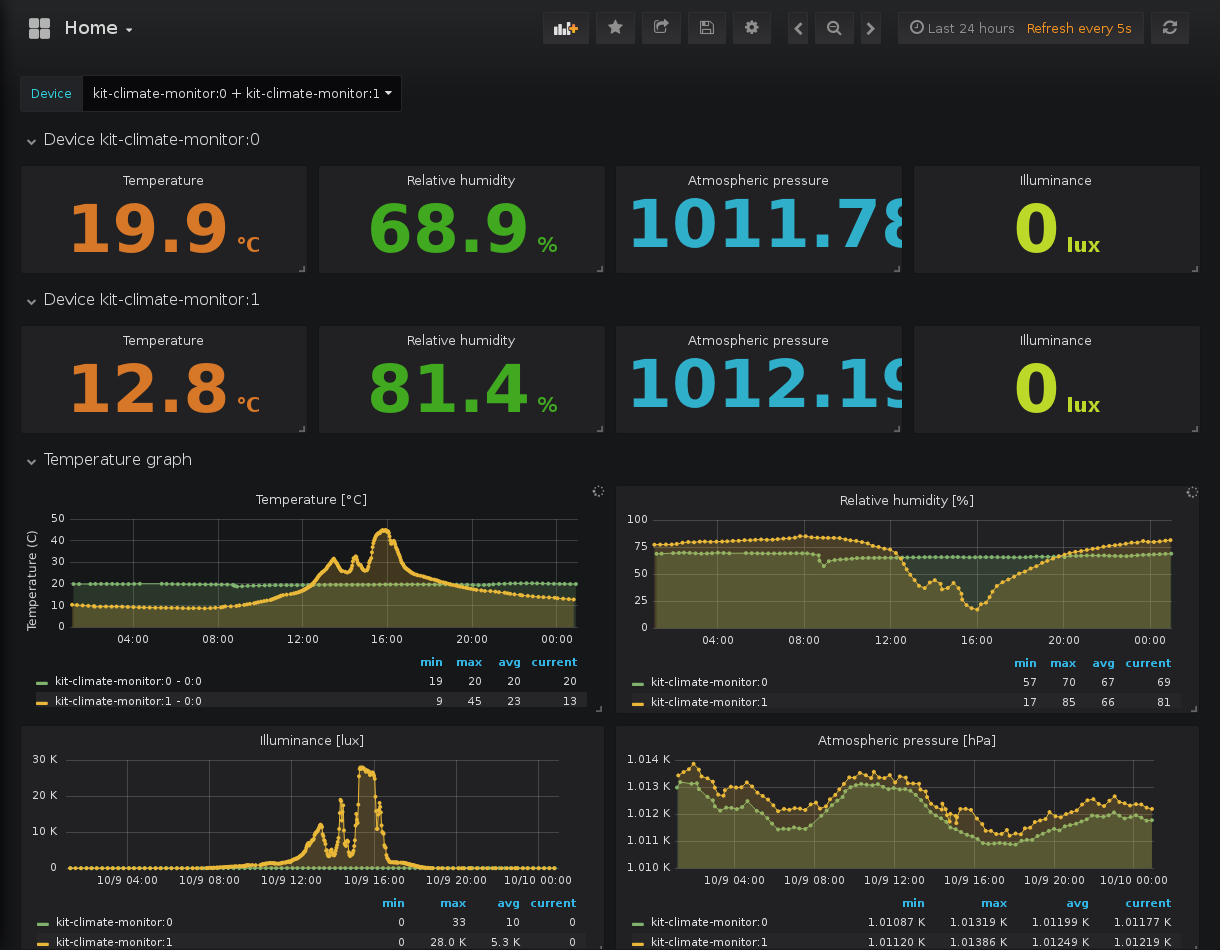 Home
Last 24 hours Refresh every 5s
Device kit-climate-monitor:0 + kit-climate-monitor:1
Device kit-climate-monitor:0
Temperature Relative humidity Atmospheric pressure Illuminance
19.9 °C 68.9 % 1011.78 0 lux
Device kit-climate-monitor:1
Temperature Relative humidity Atmospheric pressure Illuminance
12.8 °C 81.4 % 1012.19 0 lux
Temperature graph
Temperature [°C]
Temperature (C)
50
40
30
20
10
0
04:00 08:00 12:00 16:00 20:00 00:00
min max avg current
kit-climate-monitor:0 - 0:0 19 20 20 20
kit-climate-monitor:1 - 0:0 9 45 23 13
Relative humidity [%]
100
75
50
25
0
04:00 08:00 12:00 16:00 20:00 00:00
min max avg current
kit-climate-monitor:0 57 70 67 69
kit-climate-monitor:1 17 85 66 81
Illuminance [lux]
30 K
20 K
10 K
0
10/9 04:00 10/9 08:00 10/9 12:00 10/9 16:00 10/9 20:00 10/10 00:00
min max avg current
kit-climate-monitor:0 0 33 10 0
kit-climate-monitor:1 0 28.0 K 5.3 K 0
Atmospheric pressure [hPa]
1.014 K
1.013 K
1.012 K
1.011 K
1.010 K
10/9 04:00 10/9 08:00 10/9 12:00 10/9 16:00 10/9 20:00 10/10 00:00
min max avg current
kit-climate-monitor:0 1.01087 K 1.01319 K 1.01199 K 1.01177 K
kit-climate-monitor:1 1.01120 K 1.01386 K 1.01249 K 1.01219 K